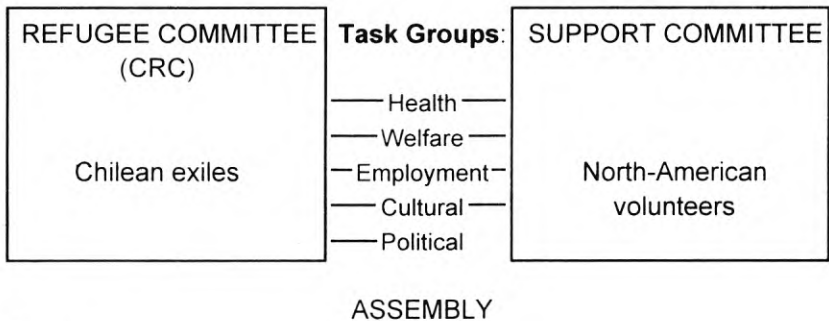 REFUGEE COMMITTEE
(CRC)
Chilean exiles
Task Groups:
Health
Welfare
Employment
Cultural
Political
SUPPORT COMMITTEE
North-American
volunteers
ASSEMBLY